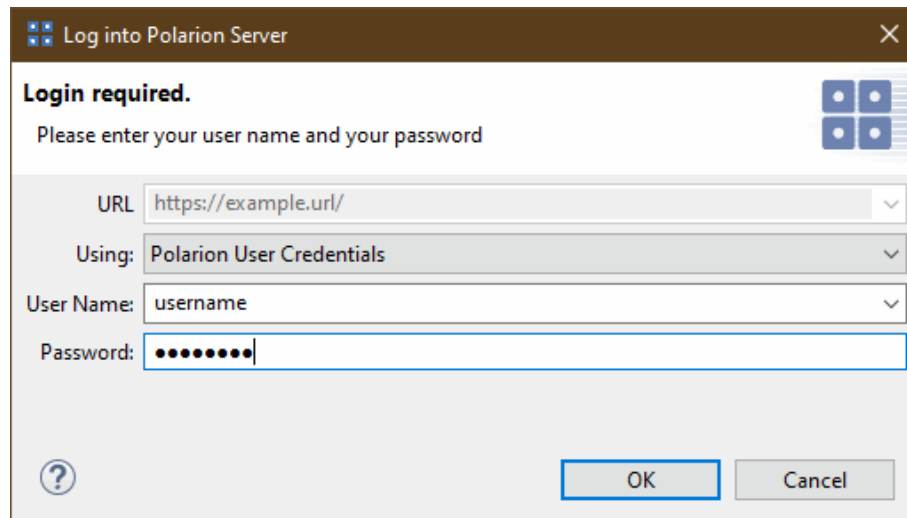 Log into Polarion Server
Login required.
Please enter your user name and your password
URL https://example.url/
Using: Polarion User Credentials
User Name: username
Password: ●●●●●●●●
?
OK Cancel